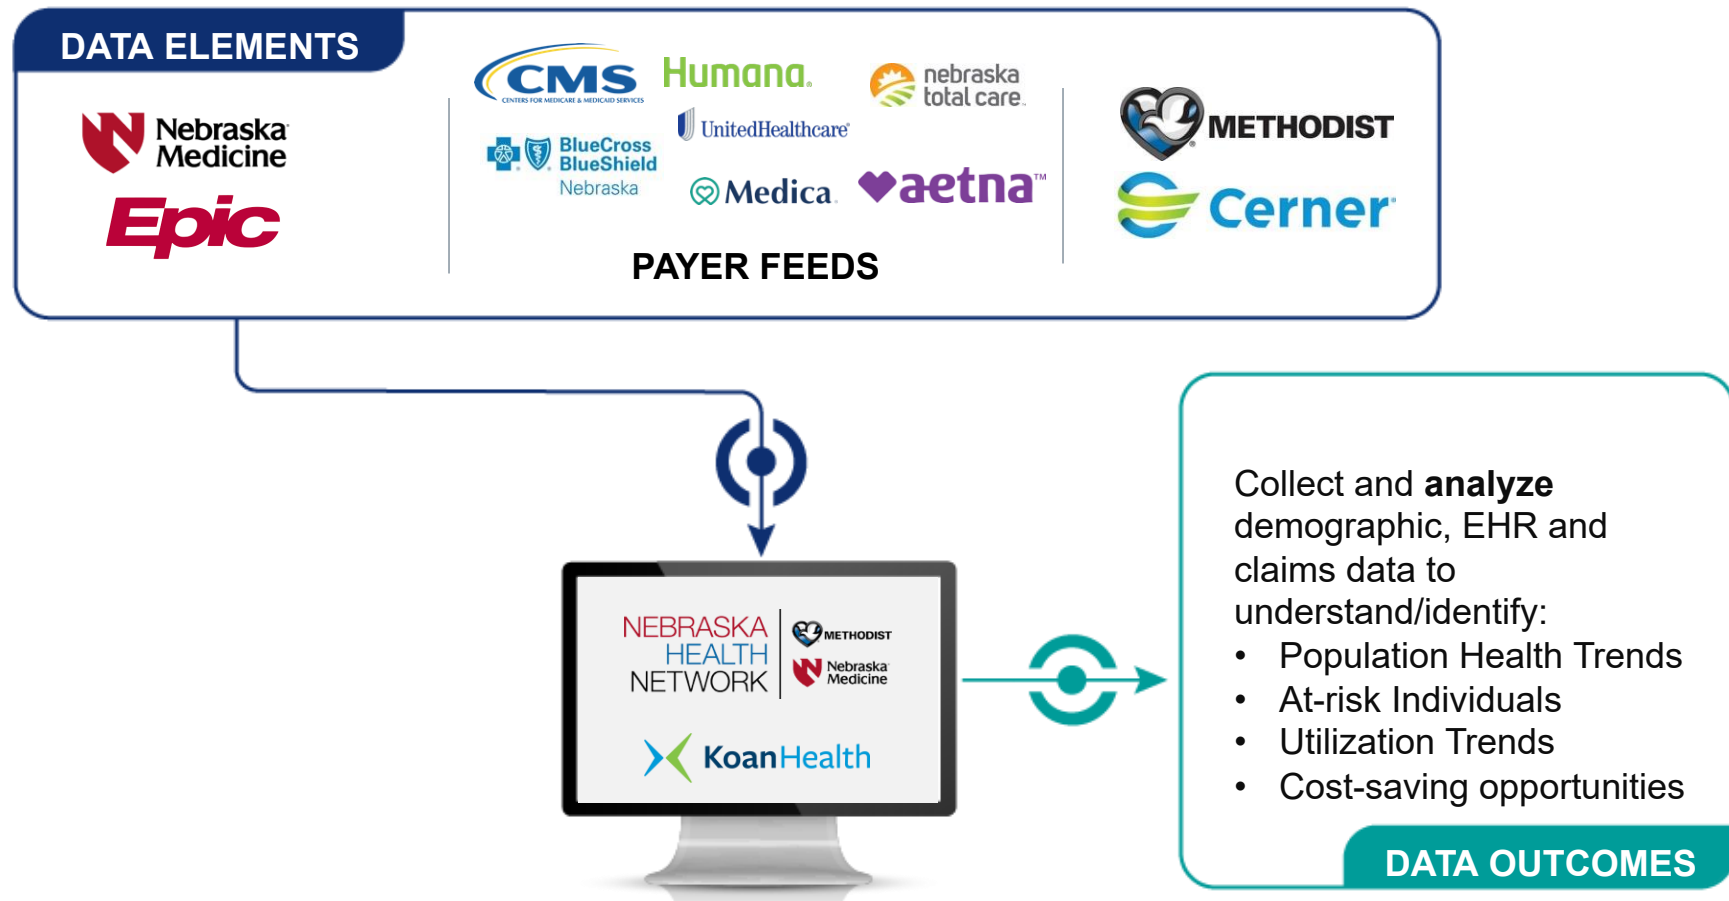 DATA ELEMENTS
Nebraska
Medicine
Epic
CMS
CENTERS FOR MEDICARE & MEDICAID SERVICES
Humana.
nebraska
total care™
BlueCross
BlueShield
Nebraska
UnitedHealthcare®
Medica.
aetna™
PAYER FEEDS
METHODIST
Cerner®
NEBRASKA
HEALTH
NETWORK
METHODIST
Nebraska
Medicine
KoanHealth
Collect and analyze
demographic, EHR and
claims data to
understand/identify:
• Population Health Trends
• At-risk Individuals
• Utilization Trends
• Cost-saving opportunities
DATA OUTCOMES